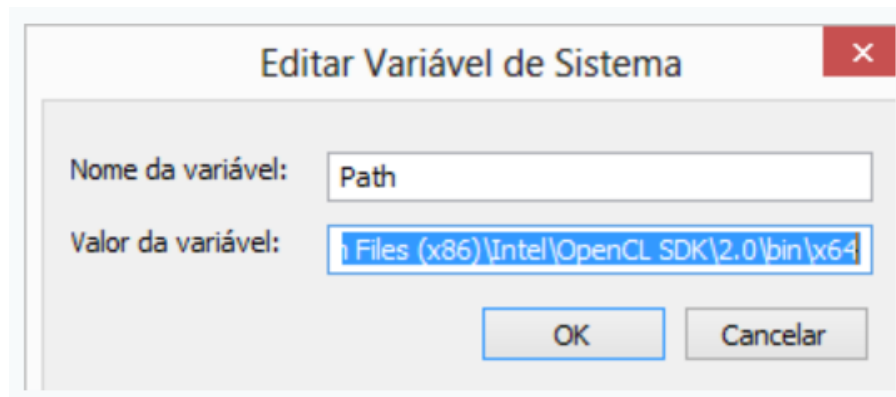 Editar Variável de Sistema
Nome da variável: Path
Valor da variável: Files (x86)\Intel\OpenCL SDK\2.0\bin\x64
OK Cancelar